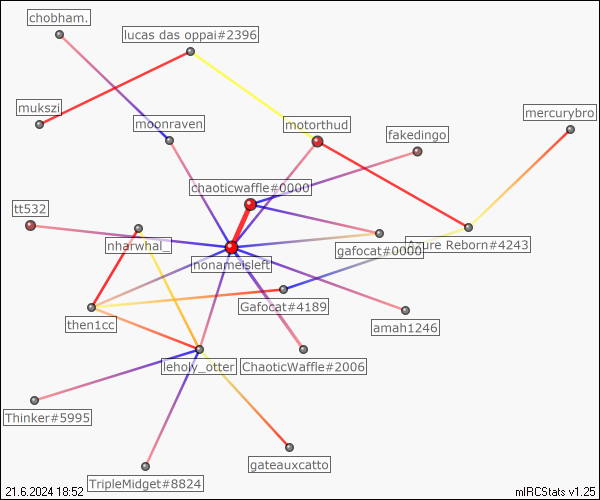 chobham.
lucas das oppai#2396
mukszi
mercurybro
moonraven
motorthud
fakedingo
chaoticwaffle#0000
tt532
nharwhal_
gafocat#0000
Azure Reborn#4243
nonameisleft
Gafocat#4189
then1cc
amah1246
leholy_otter
ChaoticWaffle#2006
Thinker#5995
gateauxcatto
TripleMidget#8824
21.6.2024 18:52
mIRCStats v1.25